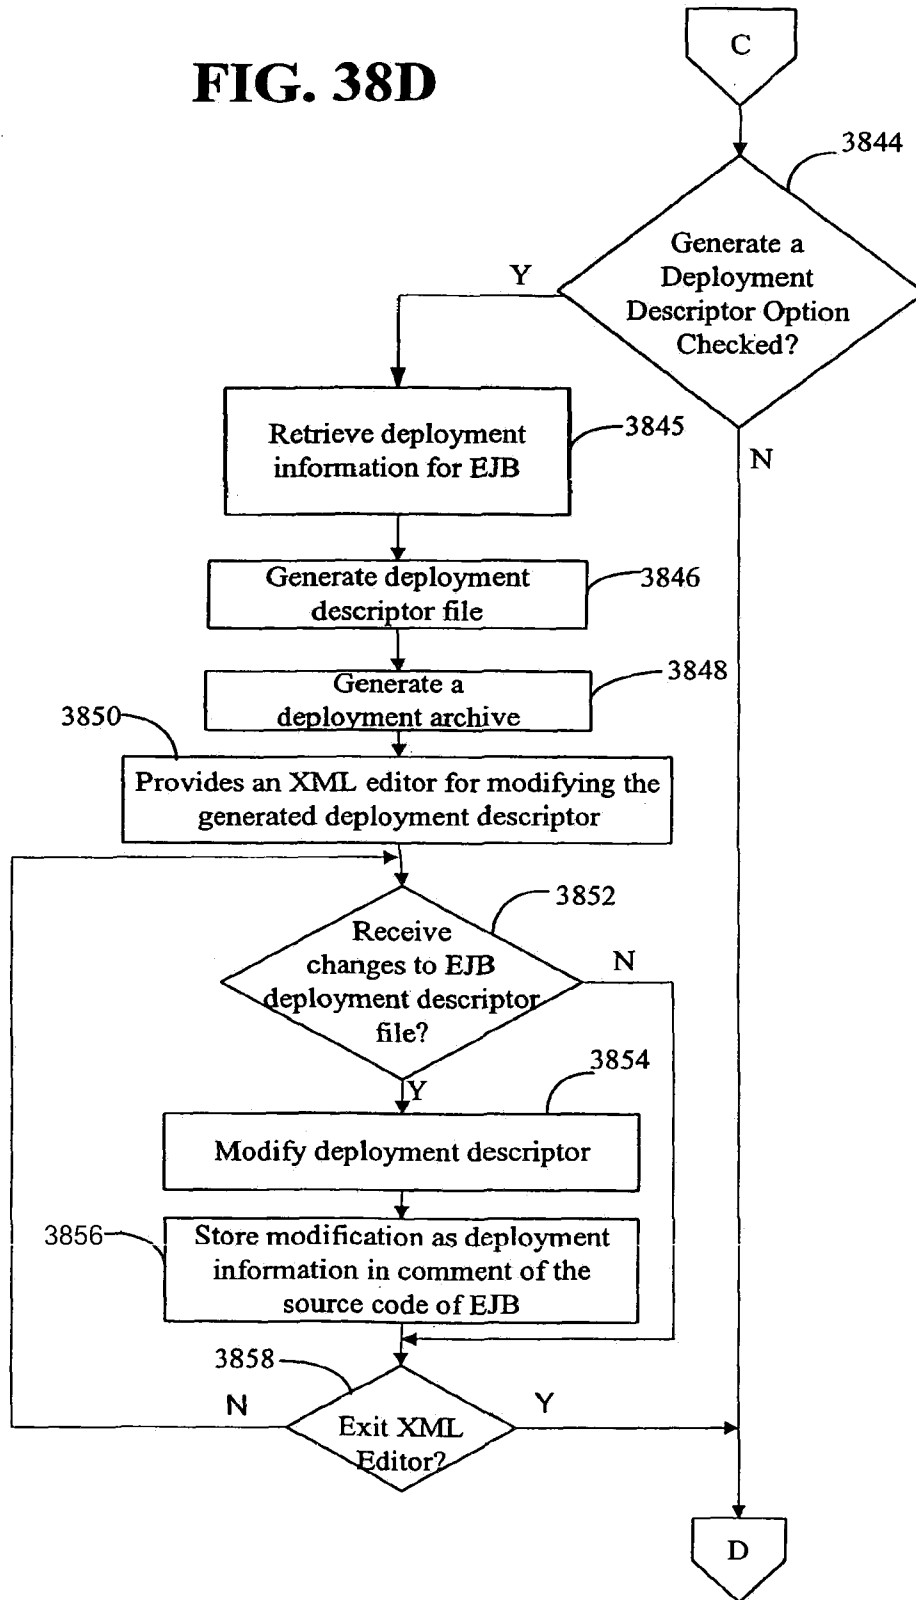 FIG. 38D
C
3844
Generate a
Deployment
Descriptor Option
Checked?
Y
N
Retrieve deployment
information for EJB
3845
Generate deployment
descriptor file
3846
Generate a
deployment archive
3848
3850
Provides an XML editor for modifying the
generated deployment descriptor
3852
Receive
changes to EJB
deployment descriptor
file?
N
Y
3854
Modify deployment descriptor
3856
Store modification as deployment
information in comment of the
source code of EJB
3858
N
Exit XML
Editor?
Y
D